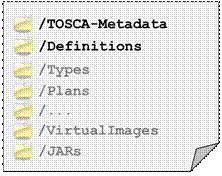 /TOSCA-Metadata
/Definitions
/Types
/Plans
/...
/VirtualImages
/JARs